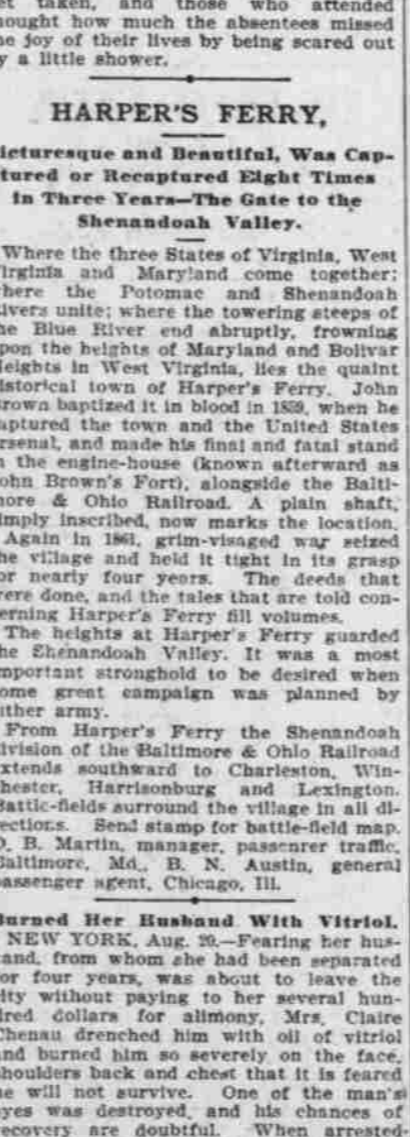 et taken, and those who attended
hought how much the absentees missed
he joy of their lives by being scared out
y a little shower.
HARPER'S FERRY,
icturesque and Beautiful, Was Cap-
tured or Recaptured Eight Times
in Three Years—The Gate to the
Shenandoah Valley.
Where the three States of Virginia, West
irginia and Maryland come together;
here the Potomac and Shenandoah
ivers unite; where the towering steeps of
he Blue River end abruptly, frowning
pon the heights of Maryland and Bolivar
eights in West Virginia, lies the quaint
istorical town of Harper's Ferry. John
rown baptized it in blood in 1859, when he
aptured the town and the United States
rsenal, and made his final and fatal stand
n the engine-house (known afterward as
ohn Brown's Fort), alongside the Balti-
more & Ohio Railroad. A plain shaft,
imply inscribed, now marks the location.
Again in 1861, grim-visaged war seized
he village and held it tight in its grasp
or nearly four years. The deeds that
were done, and the tales that are told con-
erning Harper's Ferry fill volumes.
The heights at Harper's Ferry guarded
he Shenandoah Valley. It was a most
mportant stronghold to be desired when
ome great campaign was planned by
ither army.
From Harper's Ferry the Shenandoah
ivision of the Baltimore & Ohio Railroad
xtends southward to Charleston, Win-
hester, Harrisonburg and Lexington.
Battle-fields surround the village in all di-
ections. Send stamp for battle-field map.
D. B. Martin, manager, passenrer traffic,
Baltimore, Md., B. N. Austin, general
passenger agent, Chicago, Ill.
Burned Her Husband With Vitriol.
NEW YORK, Aug. 20.—Fearing her hus-
and, from whom she had been separated
or four years, was about to leave the
ity without paying to her several hun-
dred dollars for alimony, Mrs. Claire
Chenau drenched him with oil of vitriol
and burned him so severely on the face,
shoulders back and chest that it is feared
he will not survive. One of the man's
eyes was destroyed, and his chances of
recovery are doubtful. When arrested